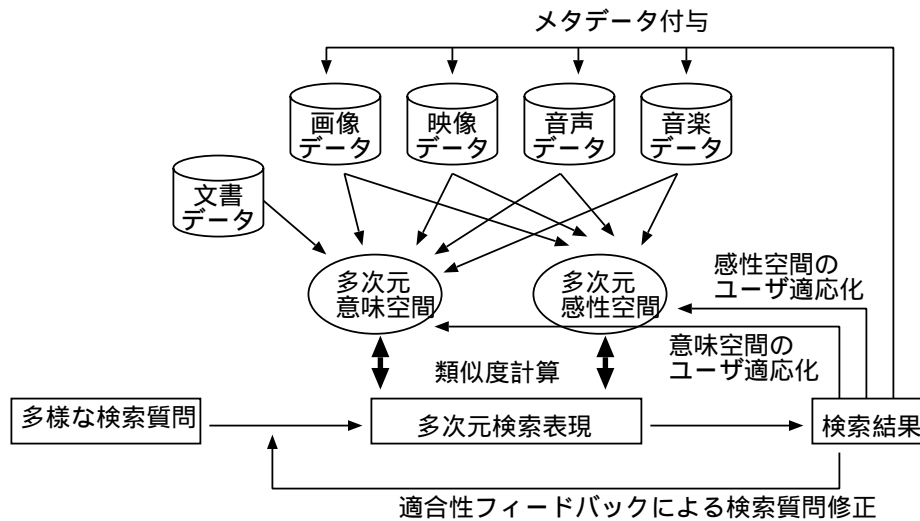 メタデータ付与
画像
データ
映像
データ
音声
データ
音楽
データ
文書
データ
多次元
意味空間
多次元
感性空間
感性空間の
ユーザ適応化
意味空間の
ユーザ適応化
類似度計算
多様な検索質問
多次元検索表現
検索結果
適合性フィードバックによる検索質問修正